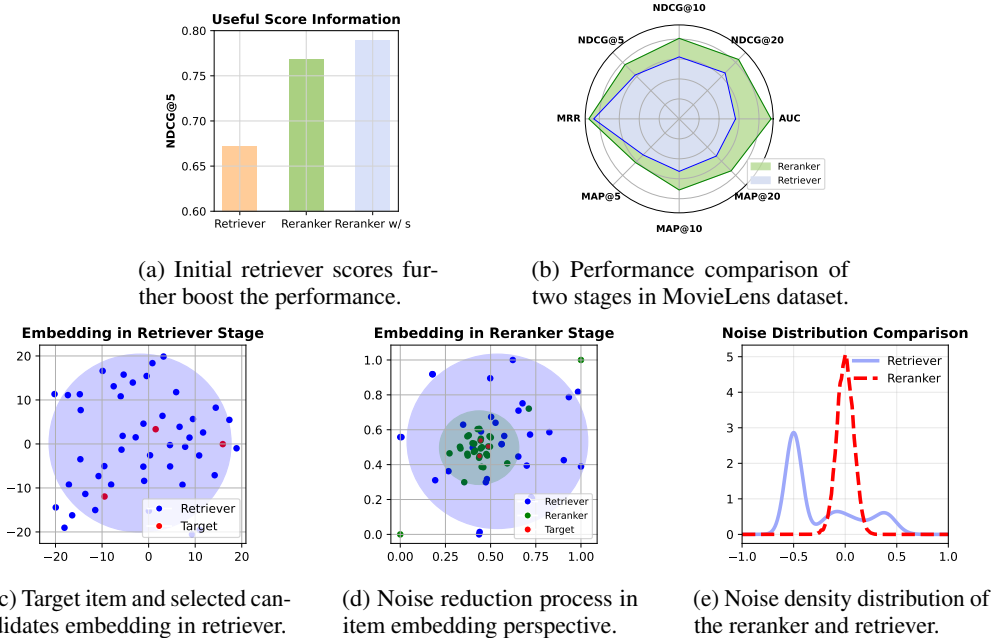 Useful Score Information
NDCG@5
0.80
0.75
0.70
0.65
0.60
Retriever
Reranker
Reranker w/ s
NDCG@10
NDCG@5
NDCG@20
MRR
AUC
MAP@5
MAP@20
MAP@10
Reranker
Retriever
(a) Initial retriever scores fur-
ther boost the performance.
(b) Performance comparison of
two stages in MovieLens dataset.
Embedding in Retriever Stage
20
10
0
−10
−20
−20
−10
0
10
20
Retriever
Target
Embedding in Reranker Stage
1.0
0.8
0.6
0.4
0.2
0.0
0.00
0.25
0.50
0.75
1.00
Retriever
Reranker
Target
Noise Distribution Comparison
5
4
3
2
1
0
−1.0
−0.5
0.0
0.5
1.0
Retriever
Reranker
c) Target item and selected can-
didates embedding in retriever.
(d) Noise reduction process in
item embedding perspective.
(e) Noise density distribution of
the reranker and retriever.